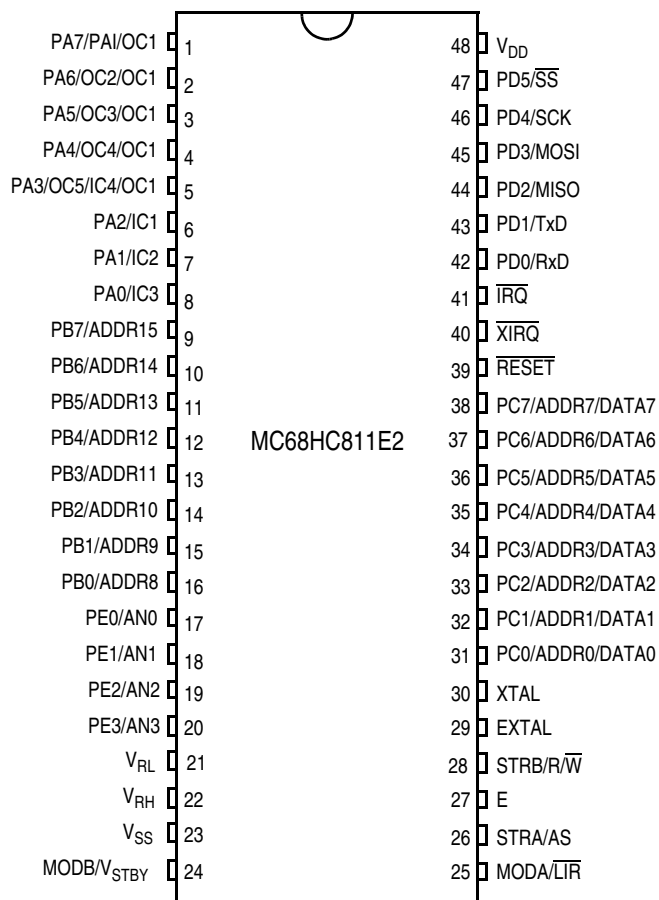 PA7/PAI/OC1 1 48 VDD
PA6/OC2/OC1 2 47 PD5/S̅S̅
PA5/OC3/OC1 3 46 PD4/SCK
PA4/OC4/OC1 4 45 PD3/MOSI
PA3/OC5/IC4/OC1 5 44 PD2/MISO
PA2/IC1 6 43 PD1/TxD
PA1/IC2 7 42 PD0/RxD
PA0/IC3 8 41 I̅R̅Q̅
PB7/ADDR15 9 40 X̅I̅R̅Q̅
PB6/ADDR14 10 39 R̅E̅S̅E̅T̅
PB5/ADDR13 11 38 PC7/ADDR7/DATA7
PB4/ADDR12 12 MC68HC811E2 37 PC6/ADDR6/DATA6
PB3/ADDR11 13 36 PC5/ADDR5/DATA5
PB2/ADDR10 14 35 PC4/ADDR4/DATA4
PB1/ADDR9 15 34 PC3/ADDR3/DATA3
PB0/ADDR8 16 33 PC2/ADDR2/DATA2
PE0/AN0 17 32 PC1/ADDR1/DATA1
PE1/AN1 18 31 PC0/ADDR0/DATA0
PE2/AN2 19 30 XTAL
PE3/AN3 20 29 EXTAL
VRL 21 28 STRB/R/W̅
VRH 22 27 E
VSS 23 26 STRA/AS
MODB/VSTBY 24 25 MODA/L̅I̅R̅